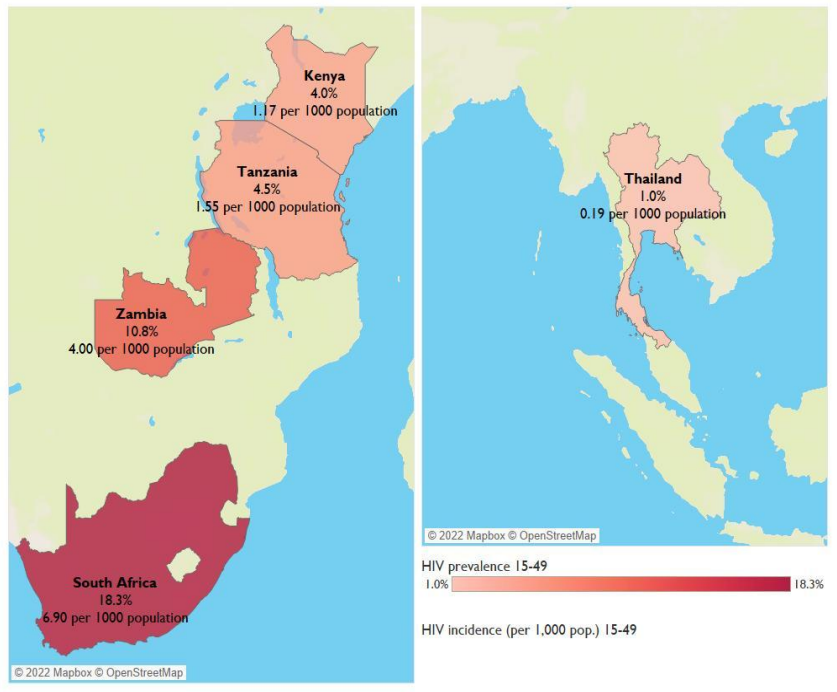 Kenya
4.0%
1.17 per 1000 population
Tanzania
4.5%
1.55 per 1000 population
Zambia
10.8%
4.00 per 1000 population
South Africa
18.3%
6.90 per 1000 population
© 2022 Mapbox © OpenStreetMap
Thailand
1.0%
0.19 per 1000 population
© 2022 Mapbox © OpenStreetMap
HIV prevalence 15-49
1.0% 18.3%
HIV incidence (per 1,000 pop.) 15-49